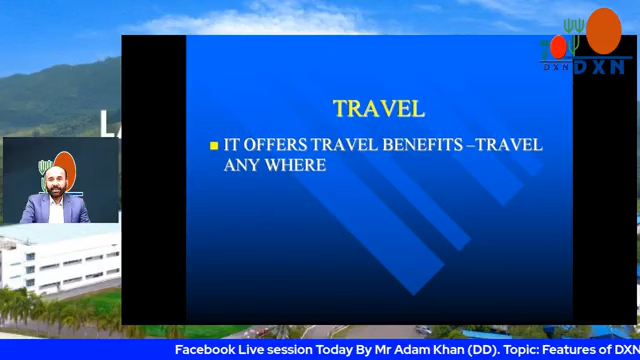 DXN
DXN
LA
TRAVEL
IT OFFERS TRAVEL BENEFITS –TRAVEL
ANY WHERE
Facebook Live session Today By Mr Adam Khan (DD). Topic: Features of DXN